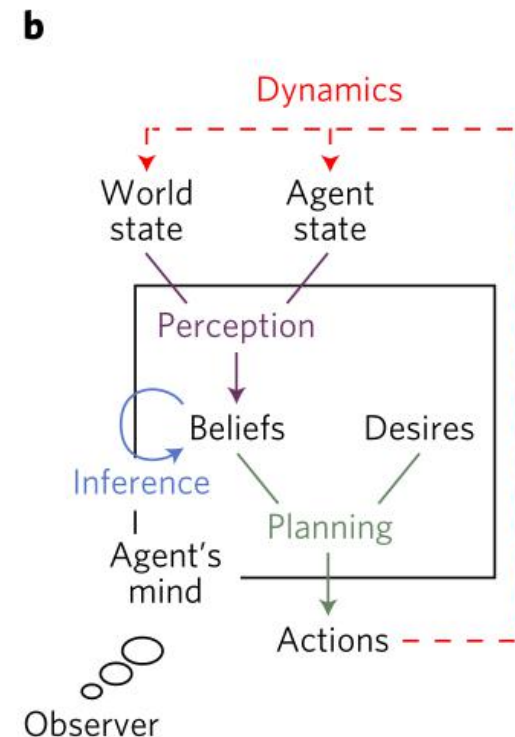 b
Dynamics
World
state
Agent
state
Perception
Beliefs
Desires
Inference
Planning
Agent's
mind
Actions
Observer